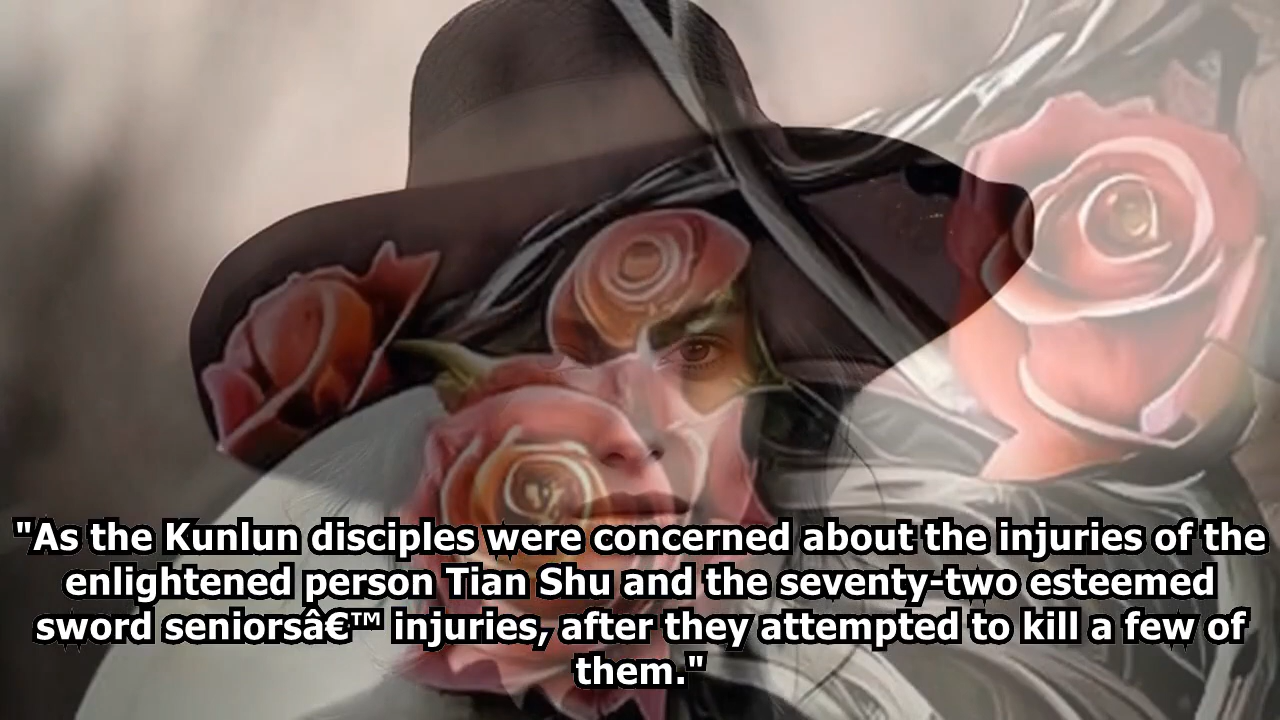 "As the Kunlun disciples were concerned about the injuries of the
enlightened person Tian Shu and the seventy-two esteemed
sword seniorsâ€™ injuries, after they attempted to kill a few of
them."